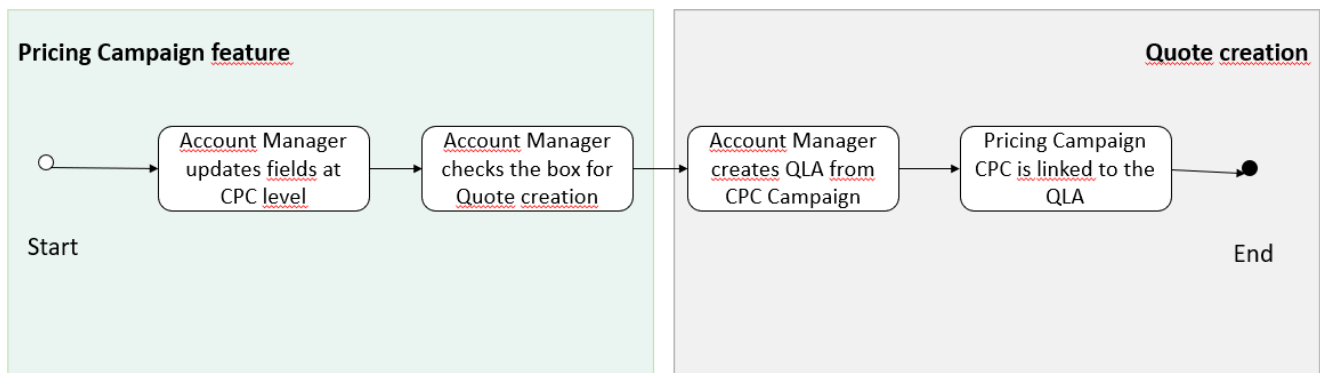 Pricing Campaign feature
Quote creation
Account Manager
updates fields at
CPC level
Account Manager
checks the box for
Quote creation
Account Manager
creates QLA from
CPC Campaign
Pricing Campaign
CPC is linked to the
QLA
Start
End